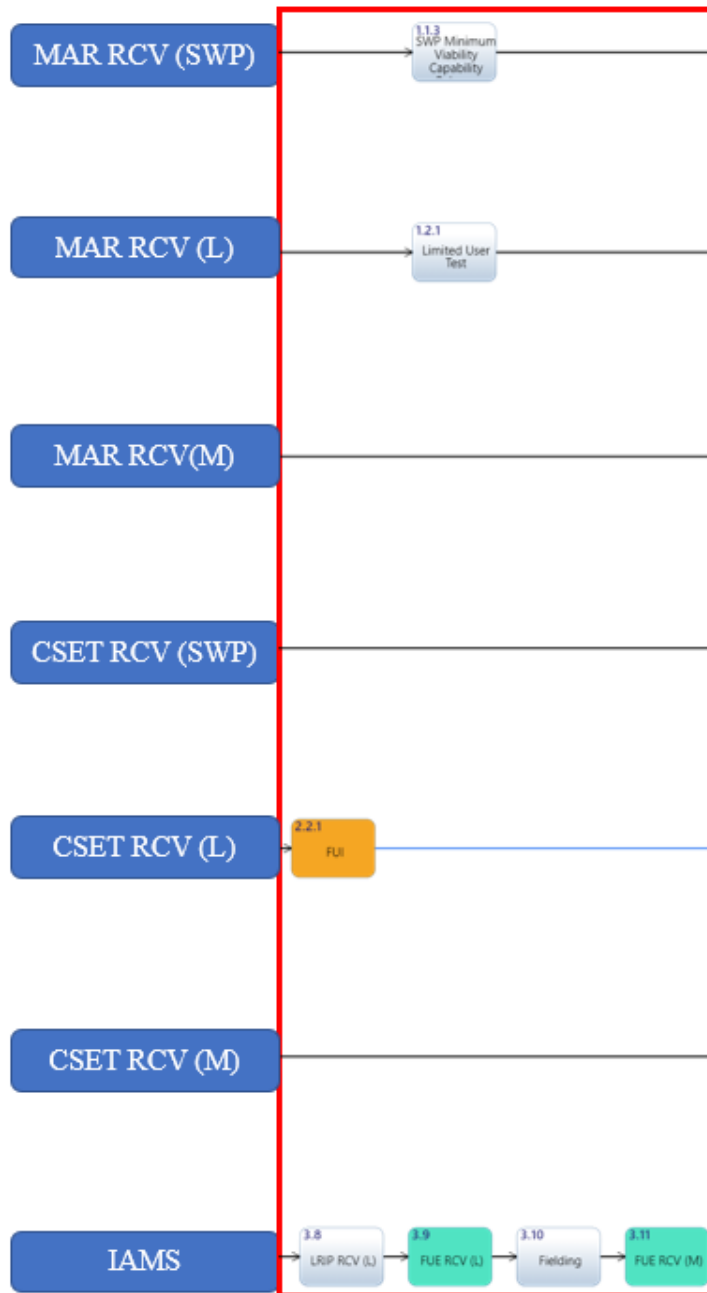 MAR RCV (SWP)
1.1.3
SWP Minimum
Viability
Capability
MAR RCV (L)
1.2.1
Limited User
Test
MAR RCV(M)
CSET RCV (SWP)
CSET RCV (L)
2.2.1
FUI
CSET RCV (M)
IAMS
3.8
LRIP RCV (L)
3.9
FUE RCV (L)
3.10
Fielding
3.11
FUE RCV (M)